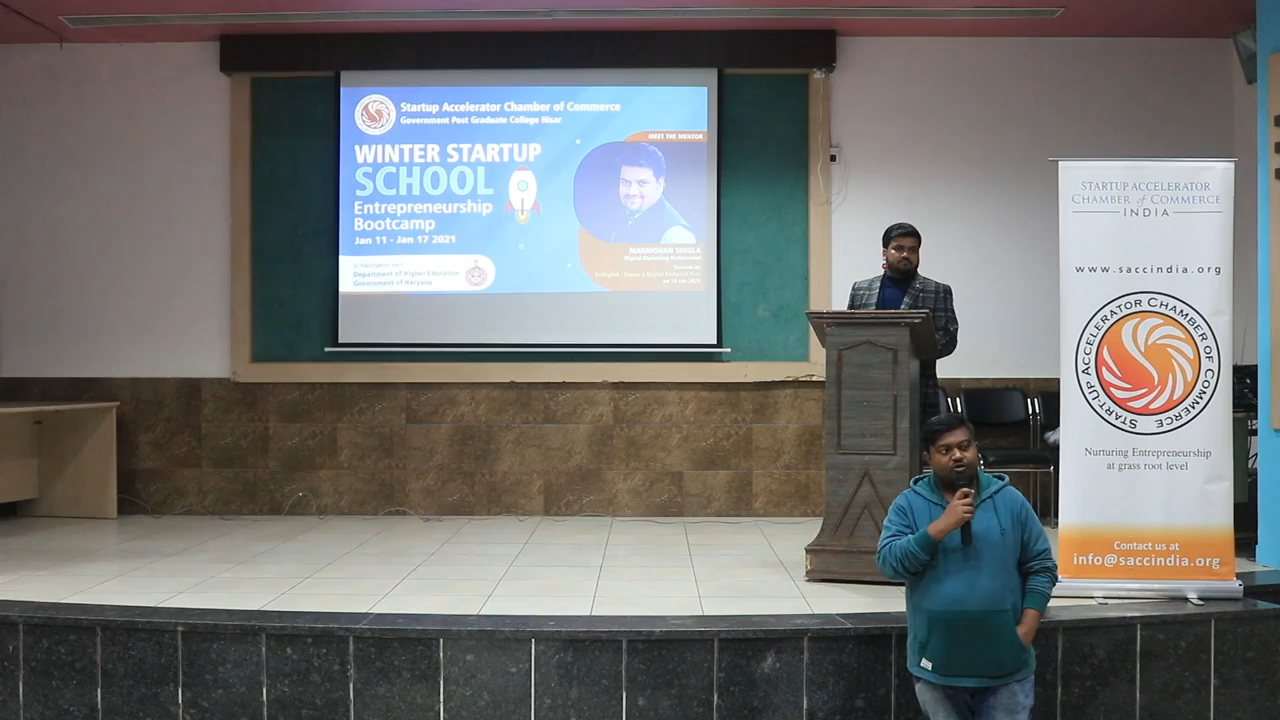 Startup Accelerator Chamber of Commerce
Government Post Graduate College Hisar
MEET THE MENTOR
WINTER STARTUP
SCHOOL
Entrepreneurship
Bootcamp
Jan 11 - Jan 17 2021
MANMOHAN SINGLA
Digital Marketing Professional
In Association with
Department of Higher Education
Government of Haryana
STARTUP ACCELERATOR
CHAMBER of COMMERCE
INDIA
www.saccindia.org
START-UP ACCELERATOR CHAMBER OF COMMERCE
Nurturing Entrepreneurship
at grass root level
Contact us at
info@saccindia.org